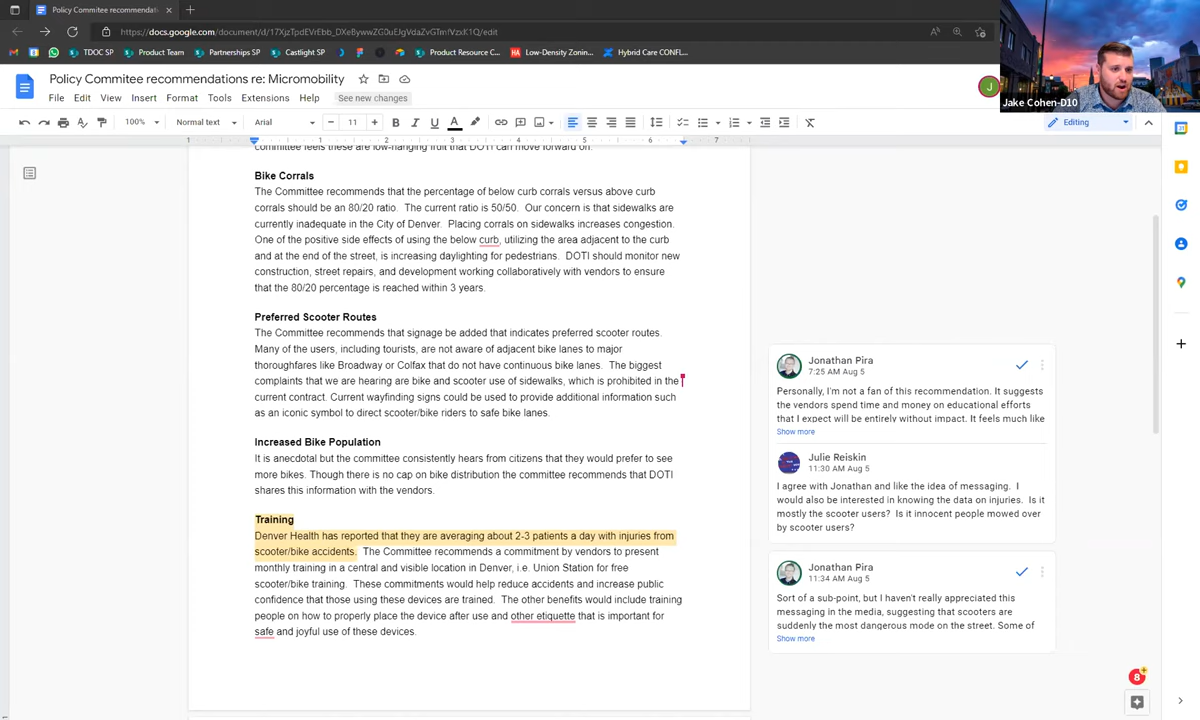 Policy Commitee recommendations re: Micromobility
https://docs.google.com/document/d/17XjzTpdEVrEbb_DXeBywwZG0uEJgVdaZvGTmIVzxK1Q/edit
TDOC SP
Product Team
Partnerships SP
Castlight SP
Product Resource C...
Low-Density Zonin...
Hybrid Care CONFL...
Policy Commitee recommendations re: Micromobility
File Edit View Insert Format Tools Extensions Help See new changes
J
Jake Cohen-D10
100% Normal text Arial 11 Editing
1 1 2 3 4 5 6 7
committee feels these are low-hanging fruit that DOTI can move forward on.
Bike Corrals
The Committee recommends that the percentage of below curb corrals versus above curb
corrals should be an 80/20 ratio. The current ratio is 50/50. Our concern is that sidewalks are
currently inadequate in the City of Denver. Placing corrals on sidewalks increases congestion.
One of the positive side effects of using the below curb, utilizing the area adjacent to the curb
and at the end of the street, is increasing daylighting for pedestrians. DOTI should monitor new
construction, street repairs, and development working collaboratively with vendors to ensure
that the 80/20 percentage is reached within 3 years.
Preferred Scooter Routes
The Committee recommends that signage be added that indicates preferred scooter routes.
Many of the users, including tourists, are not aware of adjacent bike lanes to major
thoroughfares like Broadway or Colfax that do not have continuous bike lanes. The biggest
complaints that we are hearing are bike and scooter use of sidewalks, which is prohibited in the
current contract. Current wayfinding signs could be used to provide additional information such
as an iconic symbol to direct scooter/bike riders to safe bike lanes.
Increased Bike Population
It is anecdotal but the committee consistently hears from citizens that they would prefer to see
more bikes. Though there is no cap on bike distribution the committee recommends that DOTI
shares this information with the vendors.
Training
Denver Health has reported that they are averaging about 2-3 patients a day with injuries from
scooter/bike accidents. The Committee recommends a commitment by vendors to present
monthly training in a central and visible location in Denver, i.e. Union Station for free
scooter/bike training. These commitments would help reduce accidents and increase public
confidence that those using these devices are trained. The other benefits would include training
people on how to properly place the device after use and other etiquette that is important for
safe and joyful use of these devices.
Jonathan Pira
7:25 AM Aug 5
Personally, I'm not a fan of this recommendation. It suggests
the vendors spend time and money on educational efforts
that I expect will be entirely without impact. It feels much like
Show more
Julie Reiskin
11:30 AM Aug 5
I agree with Jonathan and like the idea of messaging. I
would also be interested in knowing the data on injuries. Is it
mostly the scooter users? Is it innocent people mowed over
by scooter users?
Jonathan Pira
11:34 AM Aug 5
Sort of a sub-point, but I haven't really appreciated this
messaging in the media, suggesting that scooters are
suddenly the most dangerous mode on the street. Some of
Show more
8